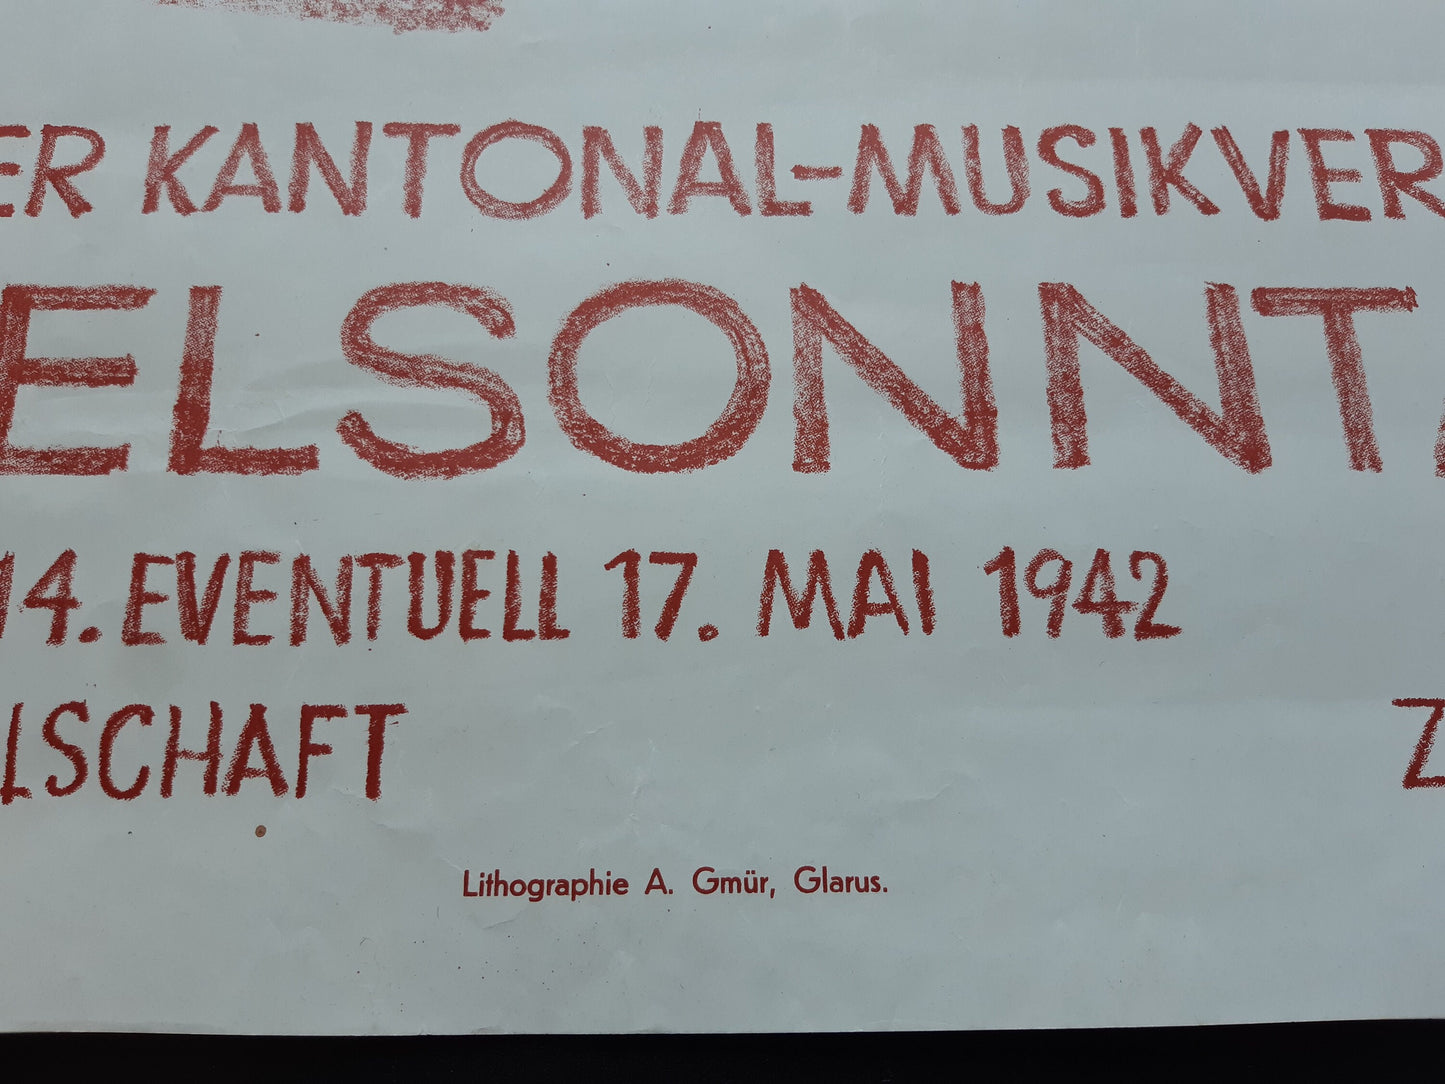 ER KANTONAL-MUSIKVER
ELSONNT
14. EVENTUELL 17. MAI 1942
LSCHAFT Z
Lithographie A. Gmür, Glarus.